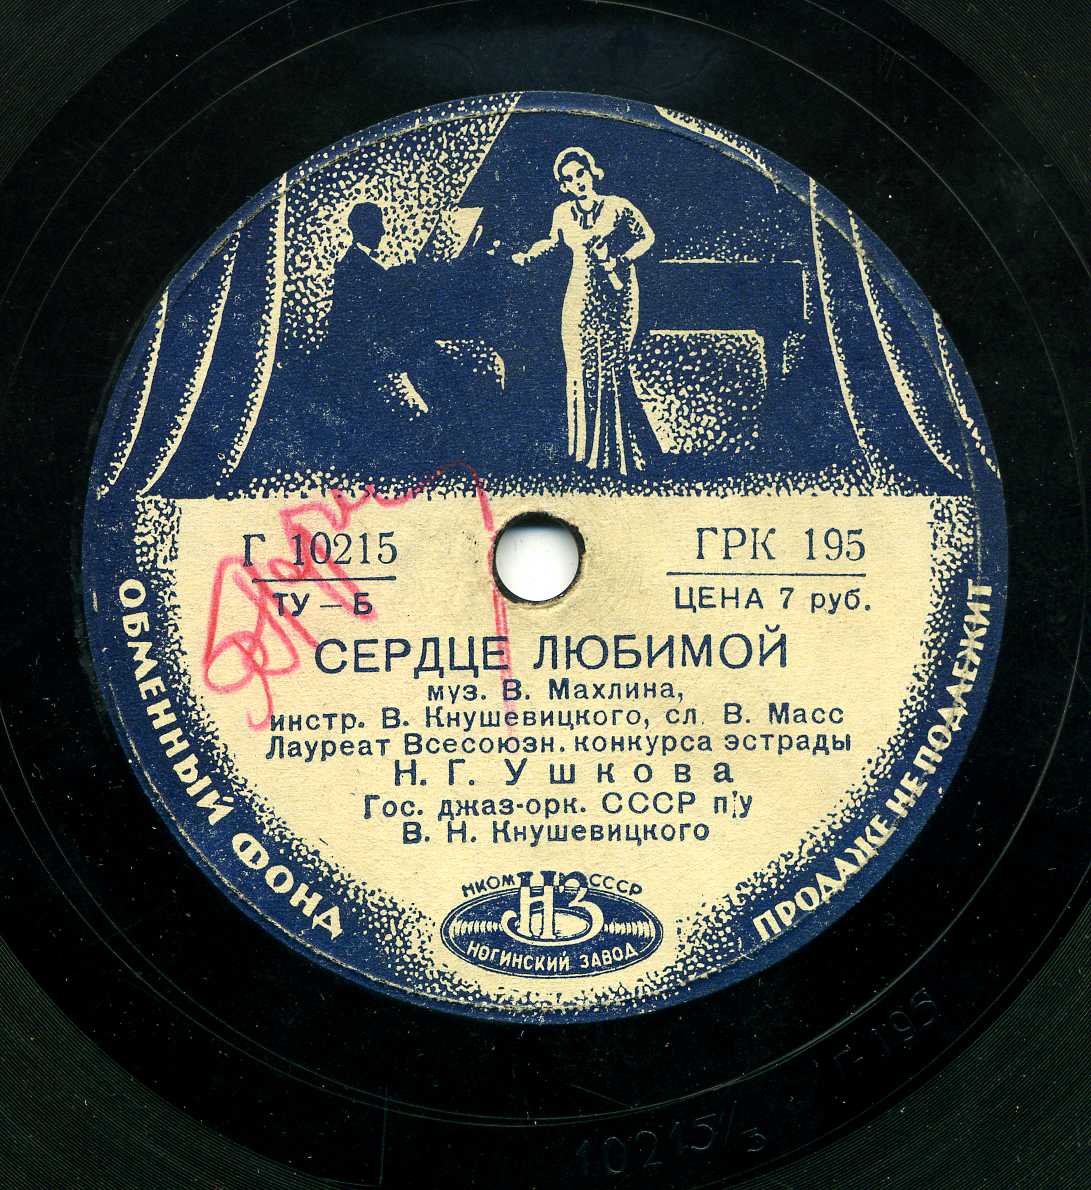 Г 10215
ГРК 195
ТУ — Б
ЦЕНА 7 руб.
СЕРДЦЕ ЛЮБИМОЙ
муз. В. Махлина,
инстр. В. Кнушевицкого, сл. В. Масс
Лауреат Всесоюзн. конкурса эстрады
Н. Г. Ушкова
Гос. джаз-орк. СССР п/у
В. Н. Кнушевицкого
ОБМЕННЫЙ ФОНД
ПРОДАЖЕ НЕ ПОДЛЕЖИТ
НКОМ СССР
НЗ
НОГИНСКИЙ ЗАВОД
10215/3
Г-195